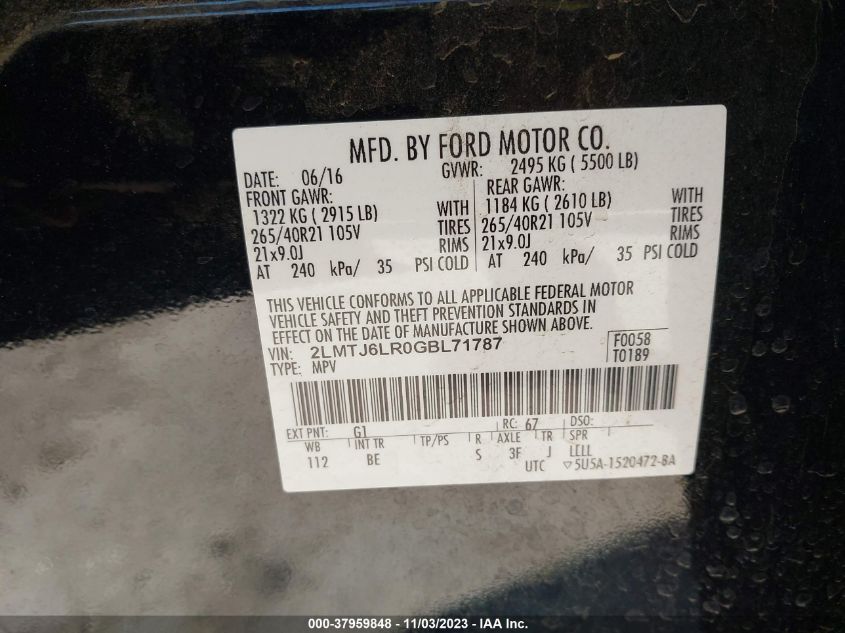 MFD. BY FORD MOTOR CO.
DATE: 06/16 GVWR: 2495 KG ( 5500 LB)
FRONT GAWR: REAR GAWR:
1322 KG ( 2915 LB) WITH 1184 KG ( 2610 LB) WITH
265/40R21 105V TIRES 265/40R21 105V TIRES
21x9.0J RIMS 21x9.0J RIMS
AT 240 kPa/ 35 PSI COLD AT 240 kPa/ 35 PSI COLD
THIS VEHICLE CONFORMS TO ALL APPLICABLE FEDERAL MOTOR
VEHICLE SAFETY AND THEFT PREVENTION STANDARDS IN
EFFECT ON THE DATE OF MANUFACTURE SHOWN ABOVE.
VIN: 2LMTJ6LR0GBL71787 F0058
TYPE: MPV T0189
EXT PNT: G1 RC: 67 DSO:
WB INT TR TP/PS R AXLE TR SPR
112 BE S 3F J LLLL
UTC ▽5U5A-1520472-BA
000-37959848 - 11/03/2023 - IAA Inc.